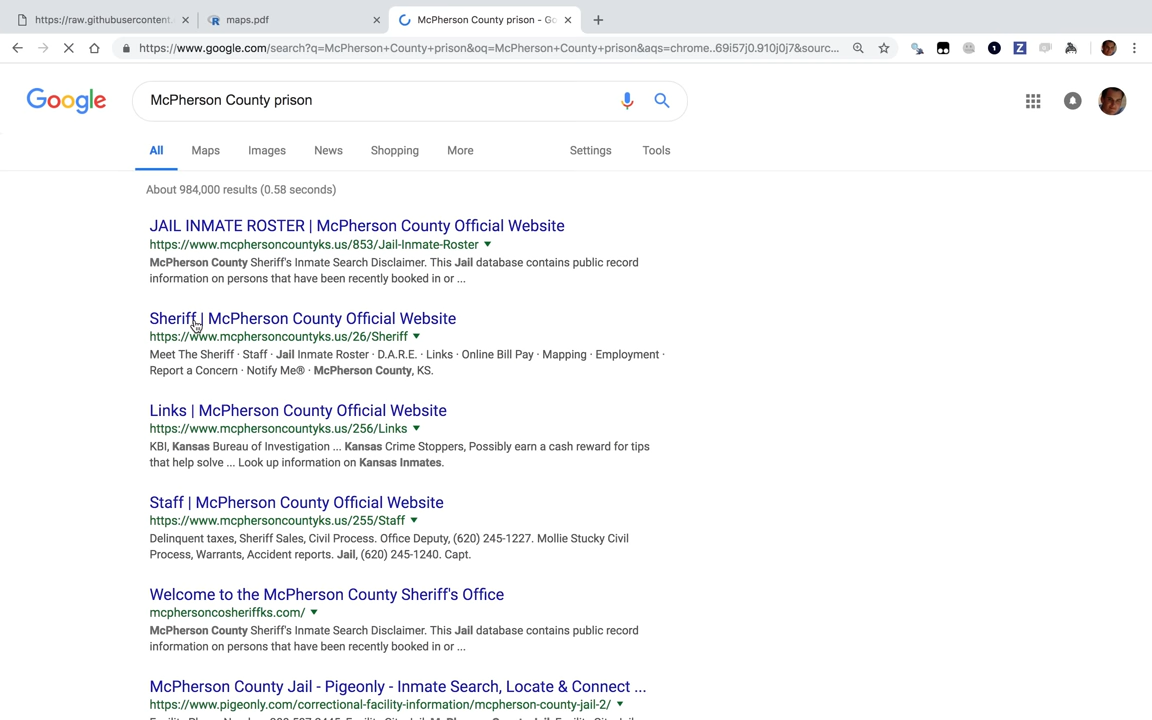 https://raw.githubusercontent.
maps.pdf
McPherson County prison - Go
https://www.google.com/search?q=McPherson+County+prison&oq=McPherson+County+prison&aqs=chrome..69i57j0.910j0j7&sourc...
Google
McPherson County prison
All Maps Images News Shopping More Settings Tools
About 984,000 results (0.58 seconds)
JAIL INMATE ROSTER | McPherson County Official Website
https://www.mcphersoncountyks.us/853/Jail-Inmate-Roster
McPherson County Sheriff's Inmate Search Disclaimer. This Jail database contains public record
information on persons that have been recently booked in or ...
Sheriff | McPherson County Official Website
https://www.mcphersoncountyks.us/26/Sheriff
Meet The Sheriff · Staff · Jail Inmate Roster · D.A.R.E. · Links · Online Bill Pay · Mapping · Employment ·
Report a Concern · Notify Me® · McPherson County, KS.
Links | McPherson County Official Website
https://www.mcphersoncountyks.us/256/Links
KBI, Kansas Bureau of Investigation ... Kansas Crime Stoppers, Possibly earn a cash reward for tips
that help solve ... Look up information on Kansas Inmates.
Staff | McPherson County Official Website
https://www.mcphersoncountyks.us/255/Staff
Delinquent taxes, Sheriff Sales, Civil Process. Office Deputy, (620) 245-1227. Mollie Stucky Civil
Process, Warrants, Accident reports. Jail, (620) 245-1240. Capt.
Welcome to the McPherson County Sheriff's Office
mcphersoncosheriffks.com/
McPherson County Sheriff's Inmate Search Disclaimer. This Jail database contains public record
information on persons that have been recently booked in or ...
McPherson County Jail - Pigeonly - Inmate Search, Locate & Connect ...
https://www.pigeonly.com/correctional-facility-information/mcpherson-county-jail-2/